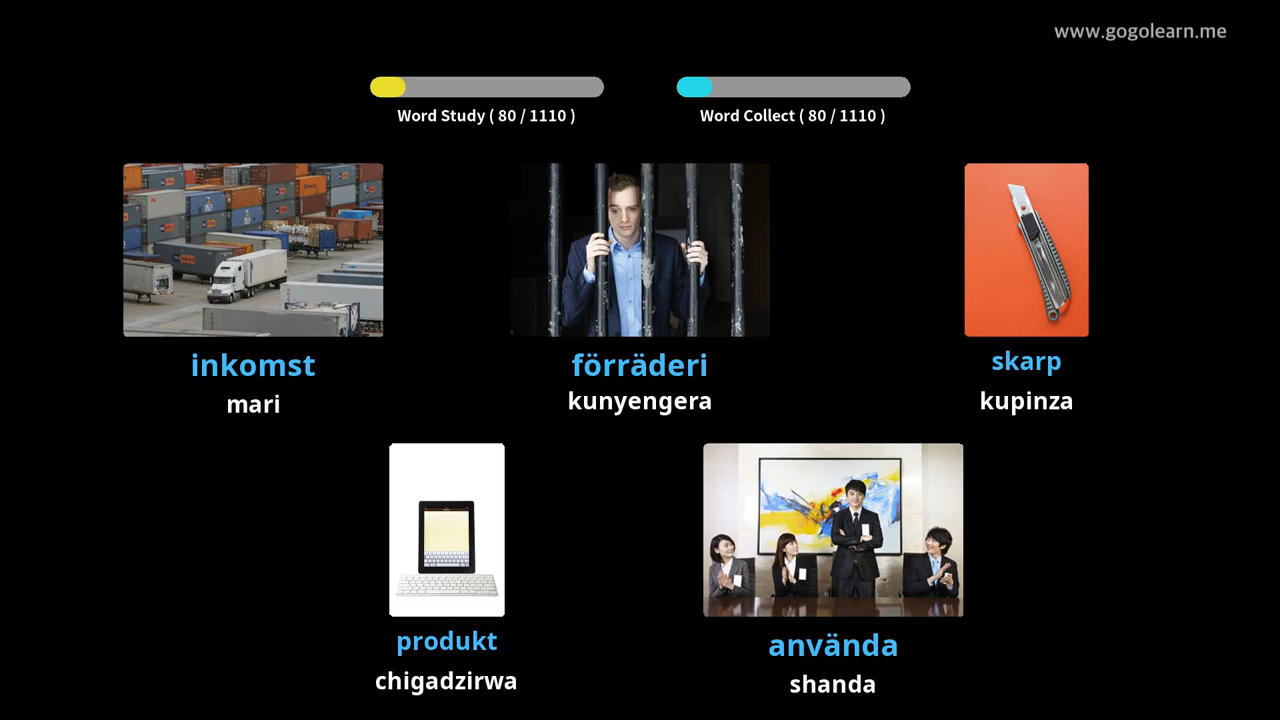 www.gogolearn.me
Word Study ( 80 / 1110 )
Word Collect ( 80 / 1110 )
inkomst
mari
förräderi
kunyengera
skarp
kupinza
produkt
chigadzirwa
använda
shanda